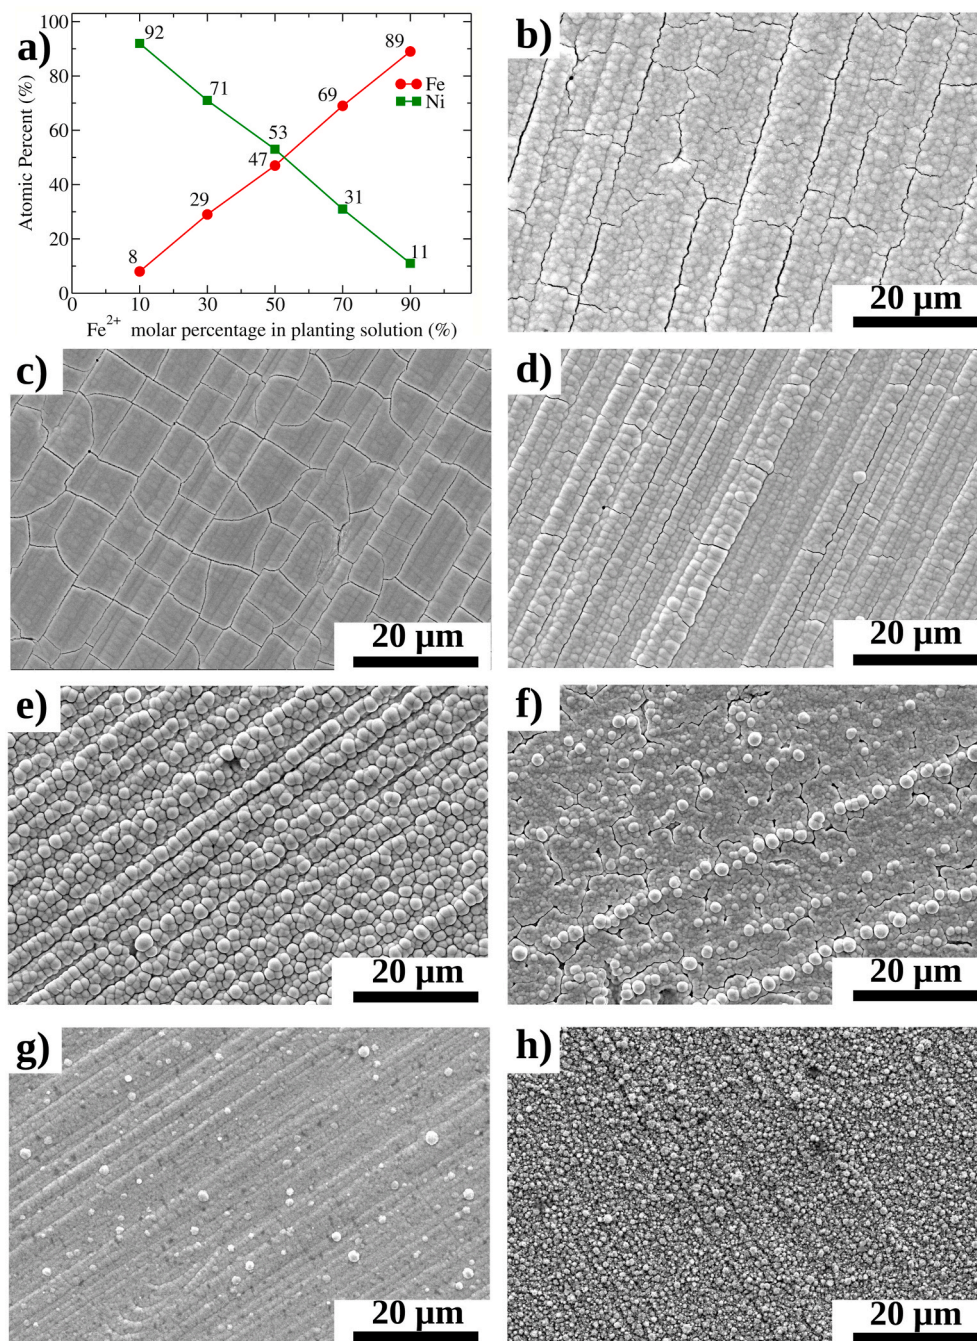 a)
100
80
60
40
20
0
Atomic Percent (%)
92
71
53
31
11
8
29
47
69
89
Fe
Ni
0 10 30 50 70 90
Fe2+ molar percentage in planting solution (%)
b)
20 µm
c)
20 µm
d)
20 µm
e)
20 µm
f)
20 µm
g)
20 µm
h)
20 µm